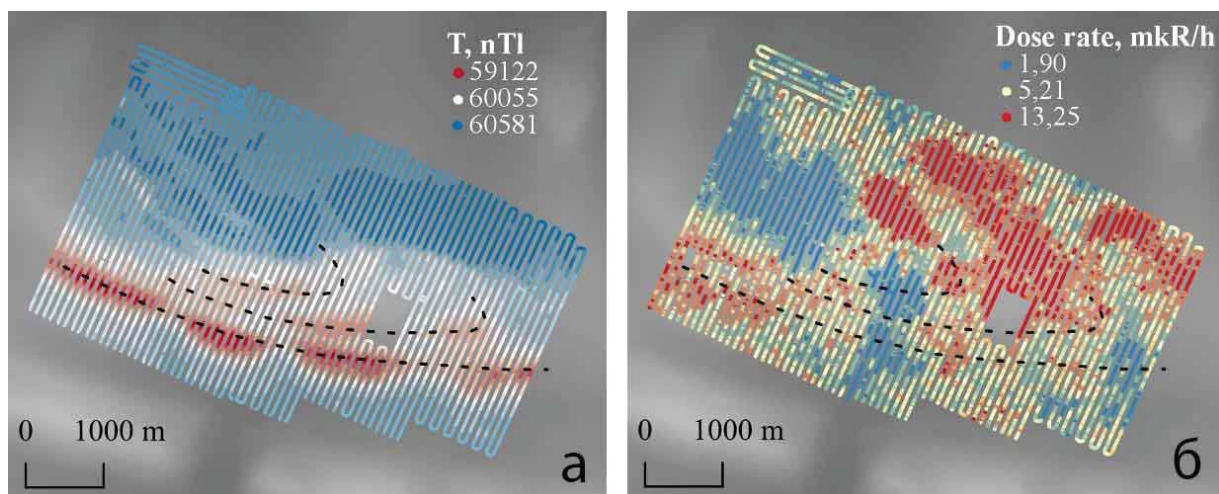 T, nTl
59122
60055
60581
0 1000 m
а
Dose rate, mkR/h
1,90
5,21
13,25
0 1000 m
б